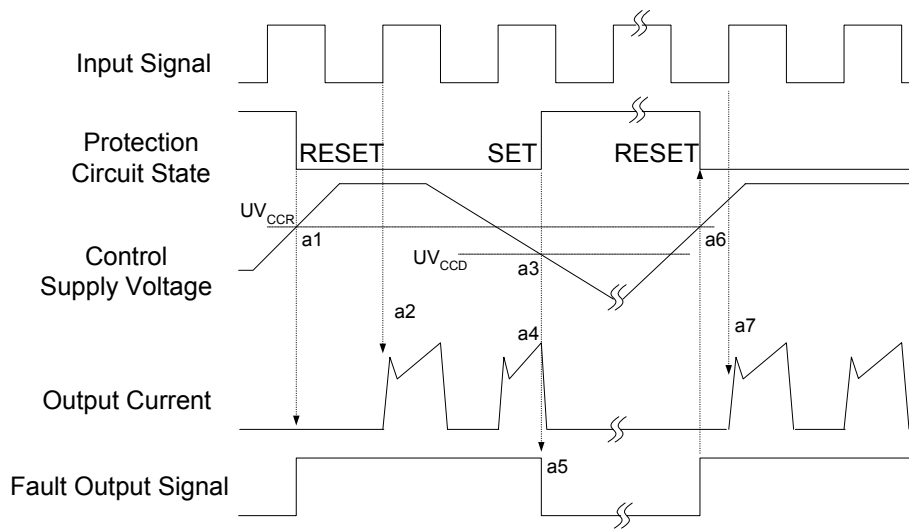 Input Signal
Protection
Circuit State
RESET
SET
RESET
UVCCR
a1
a6
Control
Supply Voltage
UVCCD
a3
a2
a4
a7
Output Current
a5
Fault Output Signal